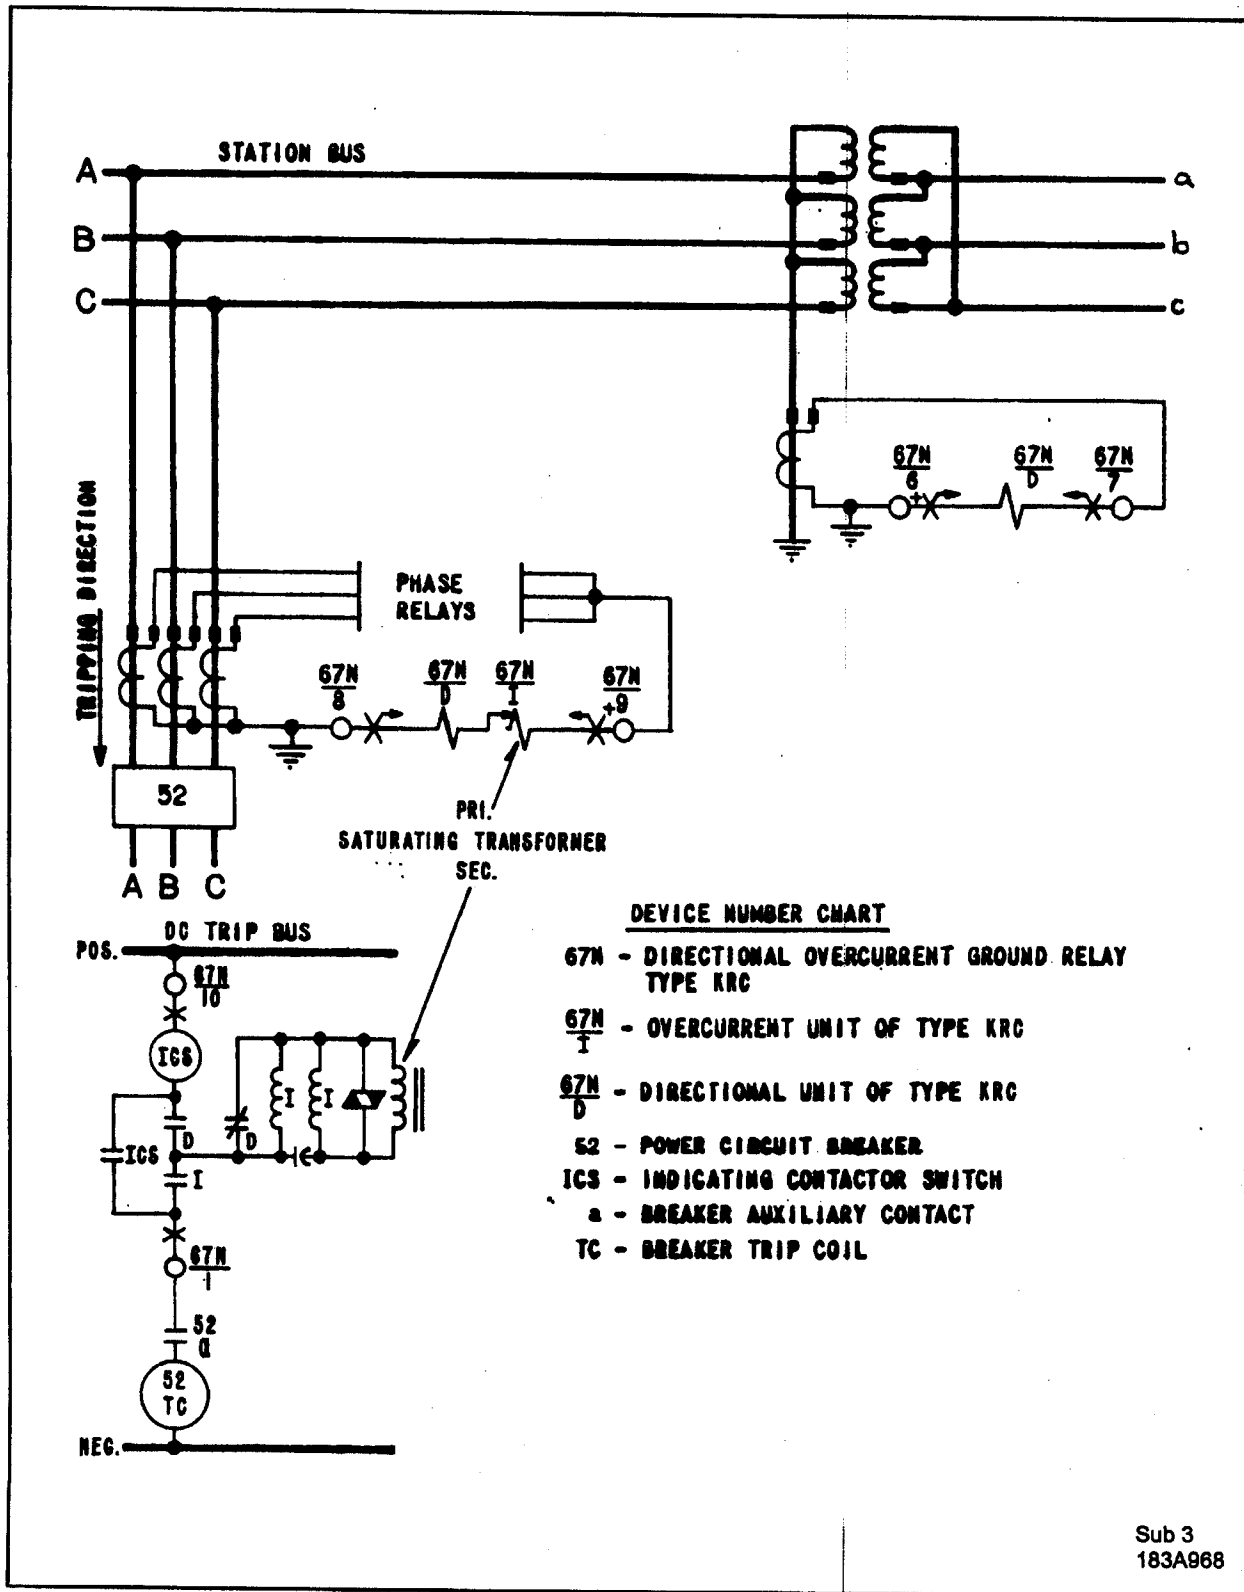 STATION BUS
A
B
C
a
b
c
67N
6
+
67N
D
67N
7
TRIPPING DIRECTION
PHASE
RELAYS
67N
8
67N
D
67N
I
67N
+9
52
PRI.
SATURATING TRANSFORMER
SEC.
A B C
DC TRIP BUS
POS.
67N
10
ICS
I
I
D
D
ICS
I
67N
1
52
a
52
TC
NEG.
DEVICE NUMBER CHART
67N - DIRECTIONAL OVERCURRENT GROUND RELAY
TYPE KRC
67N
I
- OVERCURRENT UNIT OF TYPE KRC
67N
D
- DIRECTIONAL UNIT OF TYPE KRC
52 - POWER CIRCUIT BREAKER
ICS - INDICATING CONTACTOR SWITCH
a - BREAKER AUXILIARY CONTACT
TC - BREAKER TRIP COIL
Sub 3
183A968